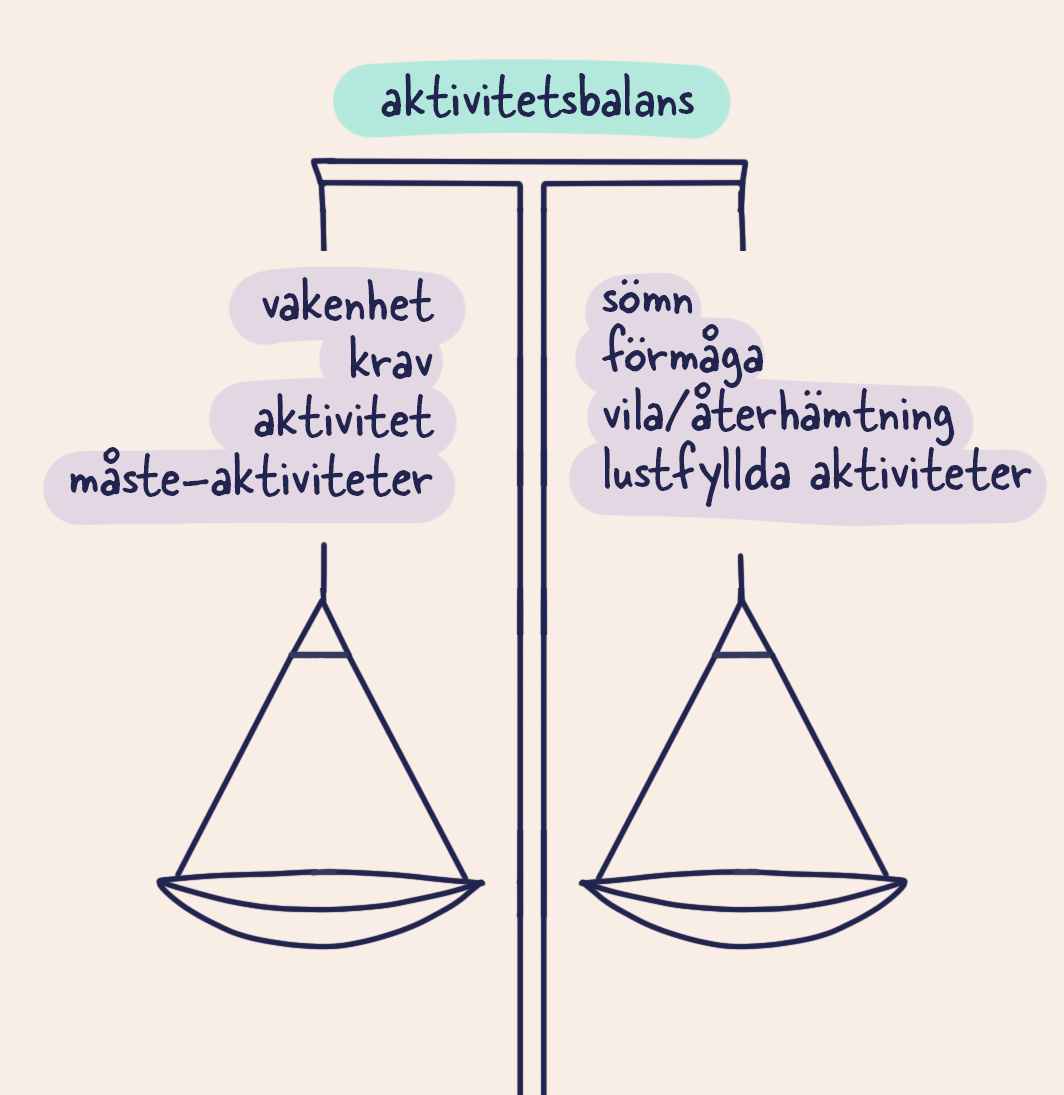 aktivitetsbalans
vakenhet
krav
aktivitet
måste-aktiviteter
sömn
förmåga
vila/återhämtning
lustfyllda aktiviteter